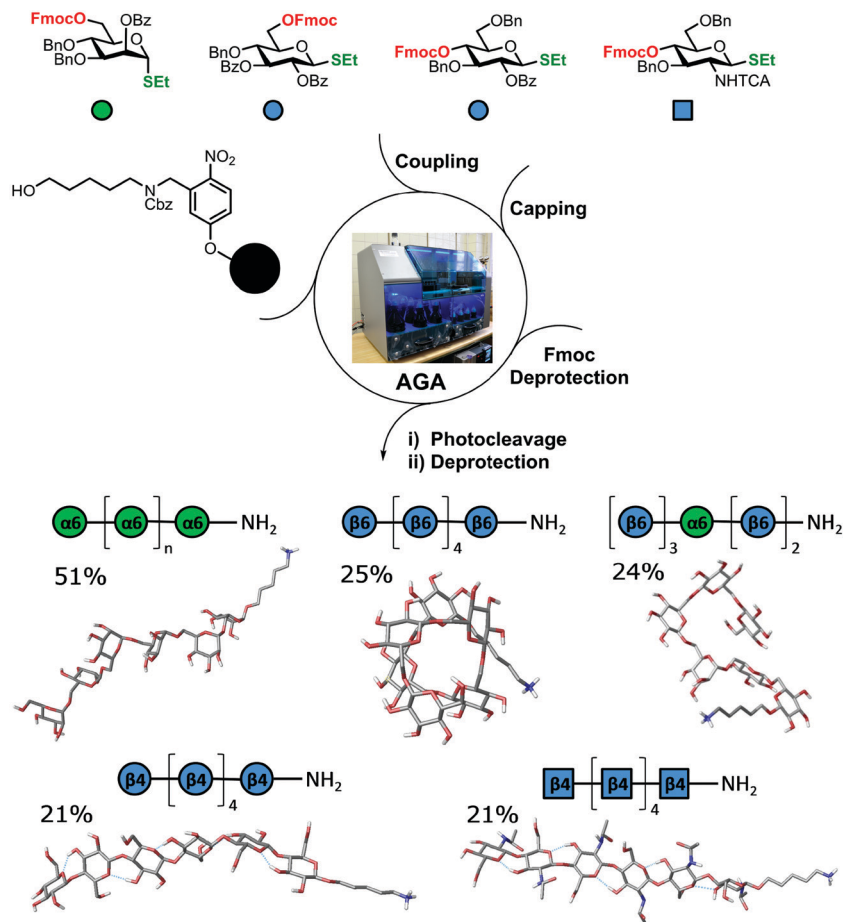 FmocO
OBz
BnO
BnO
SEt
OFmoc
BnO
BzO
SEt
OBz
OBn
FmocO
BnO
SEt
OBz
OBn
FmocO
BnO
SEt
NHTCA
HO
N
Cbz
NO2
O
Coupling
Capping
Fmoc
Deprotection
AGA
i) Photocleavage
ii) Deprotection
α6 α6 n α6 NH2
51%
β6 β6 4 β6 NH2
25%
β6 3 α6 β6 2 NH2
24%
β4 β4 4 β4 NH2
21%
β4 β4 4 β4 NH2
21%